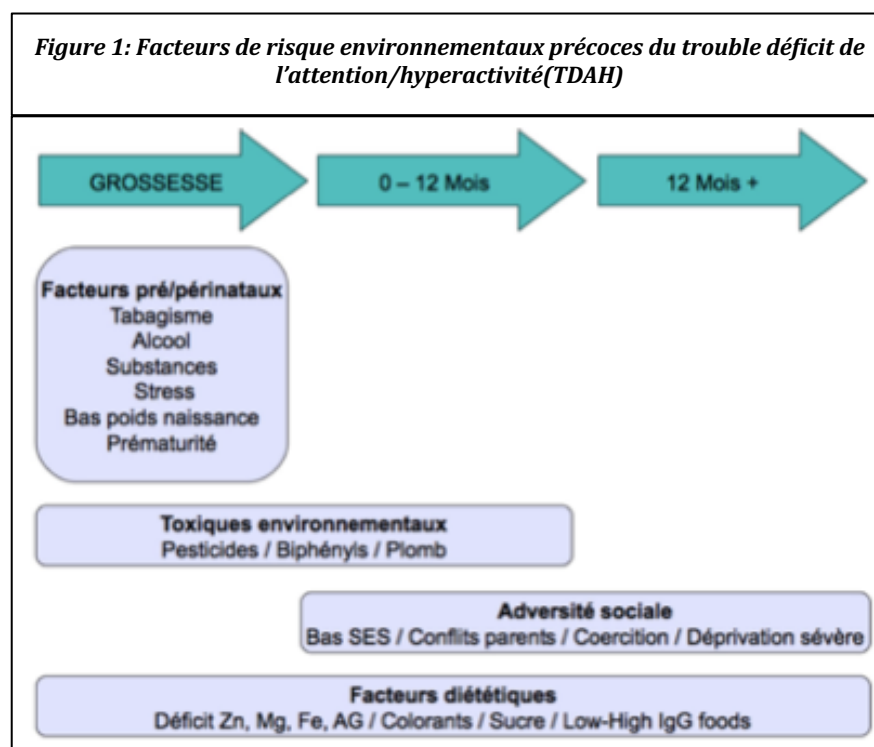 Figure 1: Facteurs de risque environnementaux précoces du trouble déficit de
l'attention/hyperactivité(TDAH)
GROSSESSE
0 – 12 Mois
12 Mois +
Facteurs pré/périnataux
Tabagisme
Alcool
Substances
Stress
Bas poids naissance
Prématurité
Toxiques environnementaux
Pesticides / Biphényls / Plomb
Adversité sociale
Bas SES / Conflits parents / Coercition / Déprivation sévère
Facteurs diététiques
Déficit Zn, Mg, Fe, AG / Colorants / Sucre / Low-High IgG foods